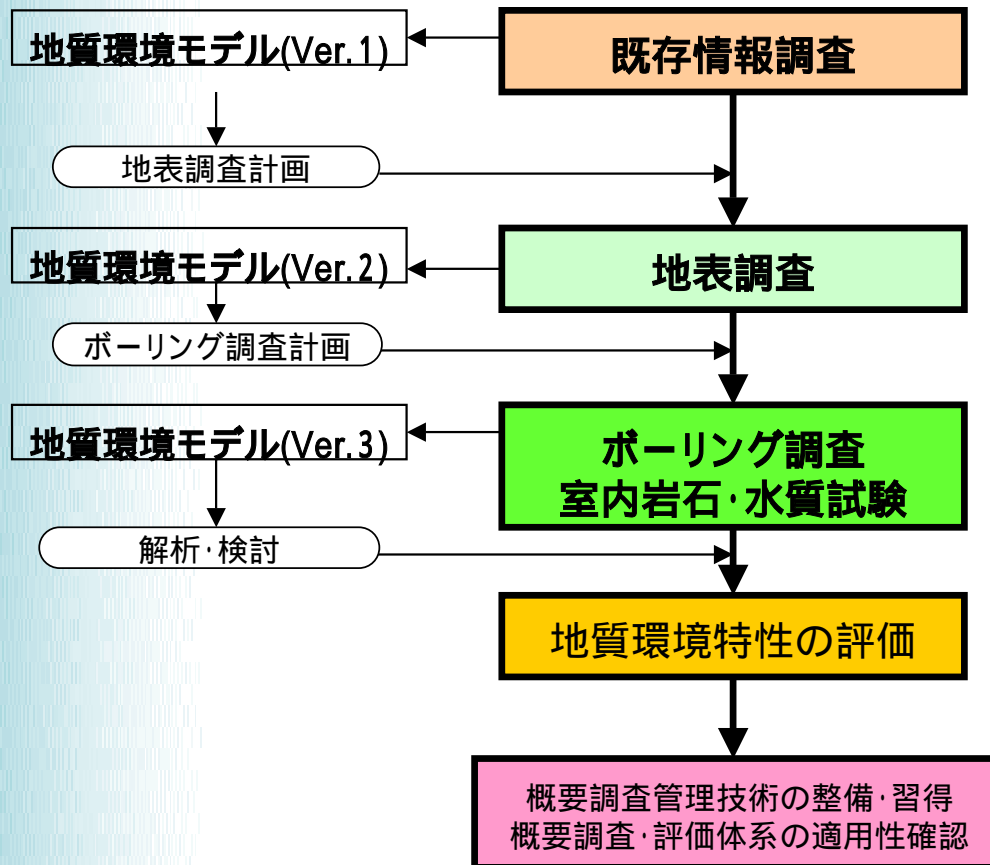 地質環境モデル(Ver.1)
既存情報調査
地表調査計画
地質環境モデル(Ver.2)
地表調査
ボーリング調査計画
地質環境モデル(Ver.3)
ボーリング調査
室内岩石･水質試験
解析･検討
地質環境特性の評価
概要調査管理技術の整備･習得
概要調査･評価体系の適用性確認